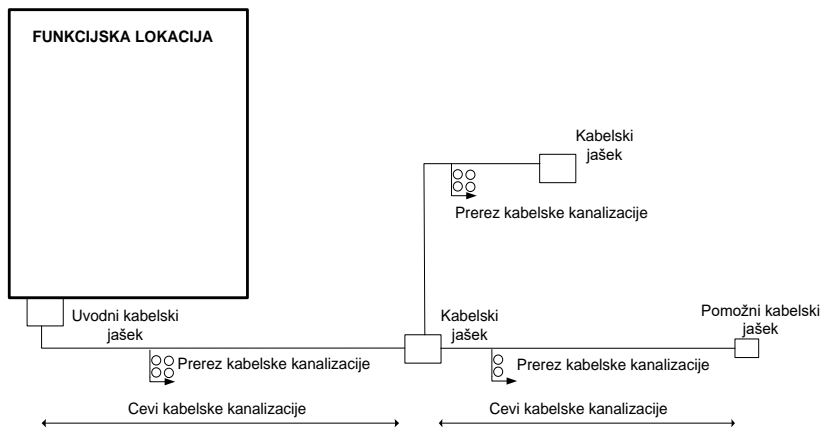 FUNKCIJSKA LOKACIJA
Kabelski
jašek
Prerez kabelske kanalizacije
Uvodni kabelski
jašek
Kabelski
jašek
Pomožni kabelski
jašek
Prerez kabelske kanalizacije
Prerez kabelske kanalizacije
Cevi kabelske kanalizacije
Cevi kabelske kanalizacije